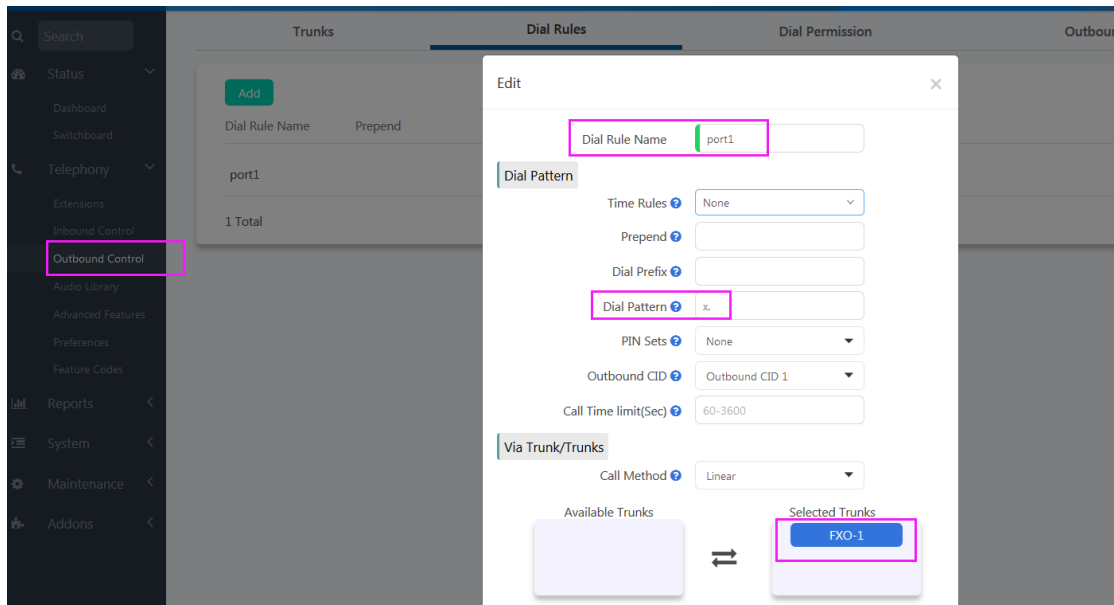 Search
Status
Dashboard
Switchboard
Telephony
Extensions
Inbound Control
Outbound Control
Audio Library
Advanced Features
Preferences
Feature Codes
Reports
System
Maintenance
Addons
Trunks
Dial Rules
Dial Permission
Outboun
Add
Dial Rule Name Prepend
port1
1 Total
Edit
Dial Rule Name port1
Dial Pattern
Time Rules None
Prepend
Dial Prefix
Dial Pattern x.
PIN Sets None
Outbound CID Outbound CID 1
Call Time limit(Sec) 60-3600
Via Trunk/Trunks
Call Method Linear
Available Trunks Selected Trunks
FXO-1